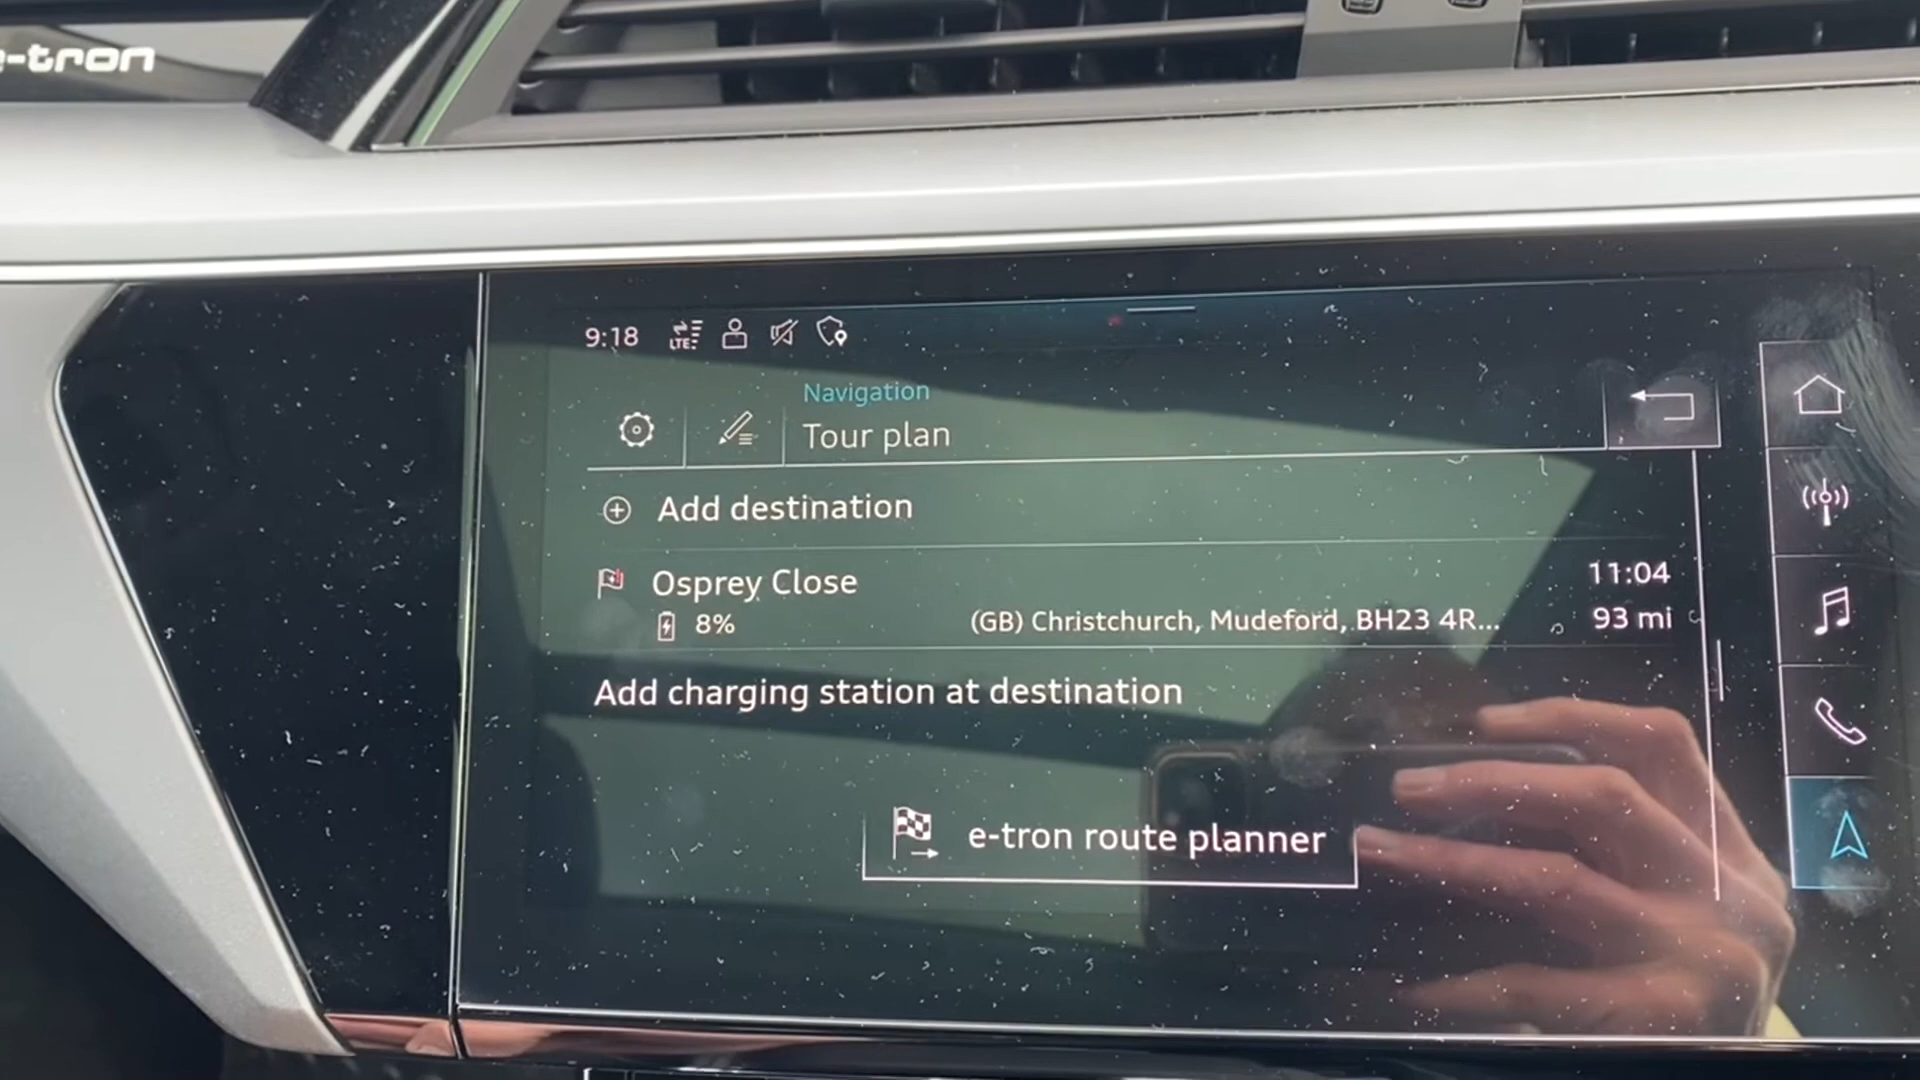 e-tron
9:18
LTE
Navigation
Tour plan
Add destination
Osprey Close
11:04
8%
(GB) Christchurch, Mudeford, BH23 4R...
93 mi
Add charging station at destination
e-tron route planner